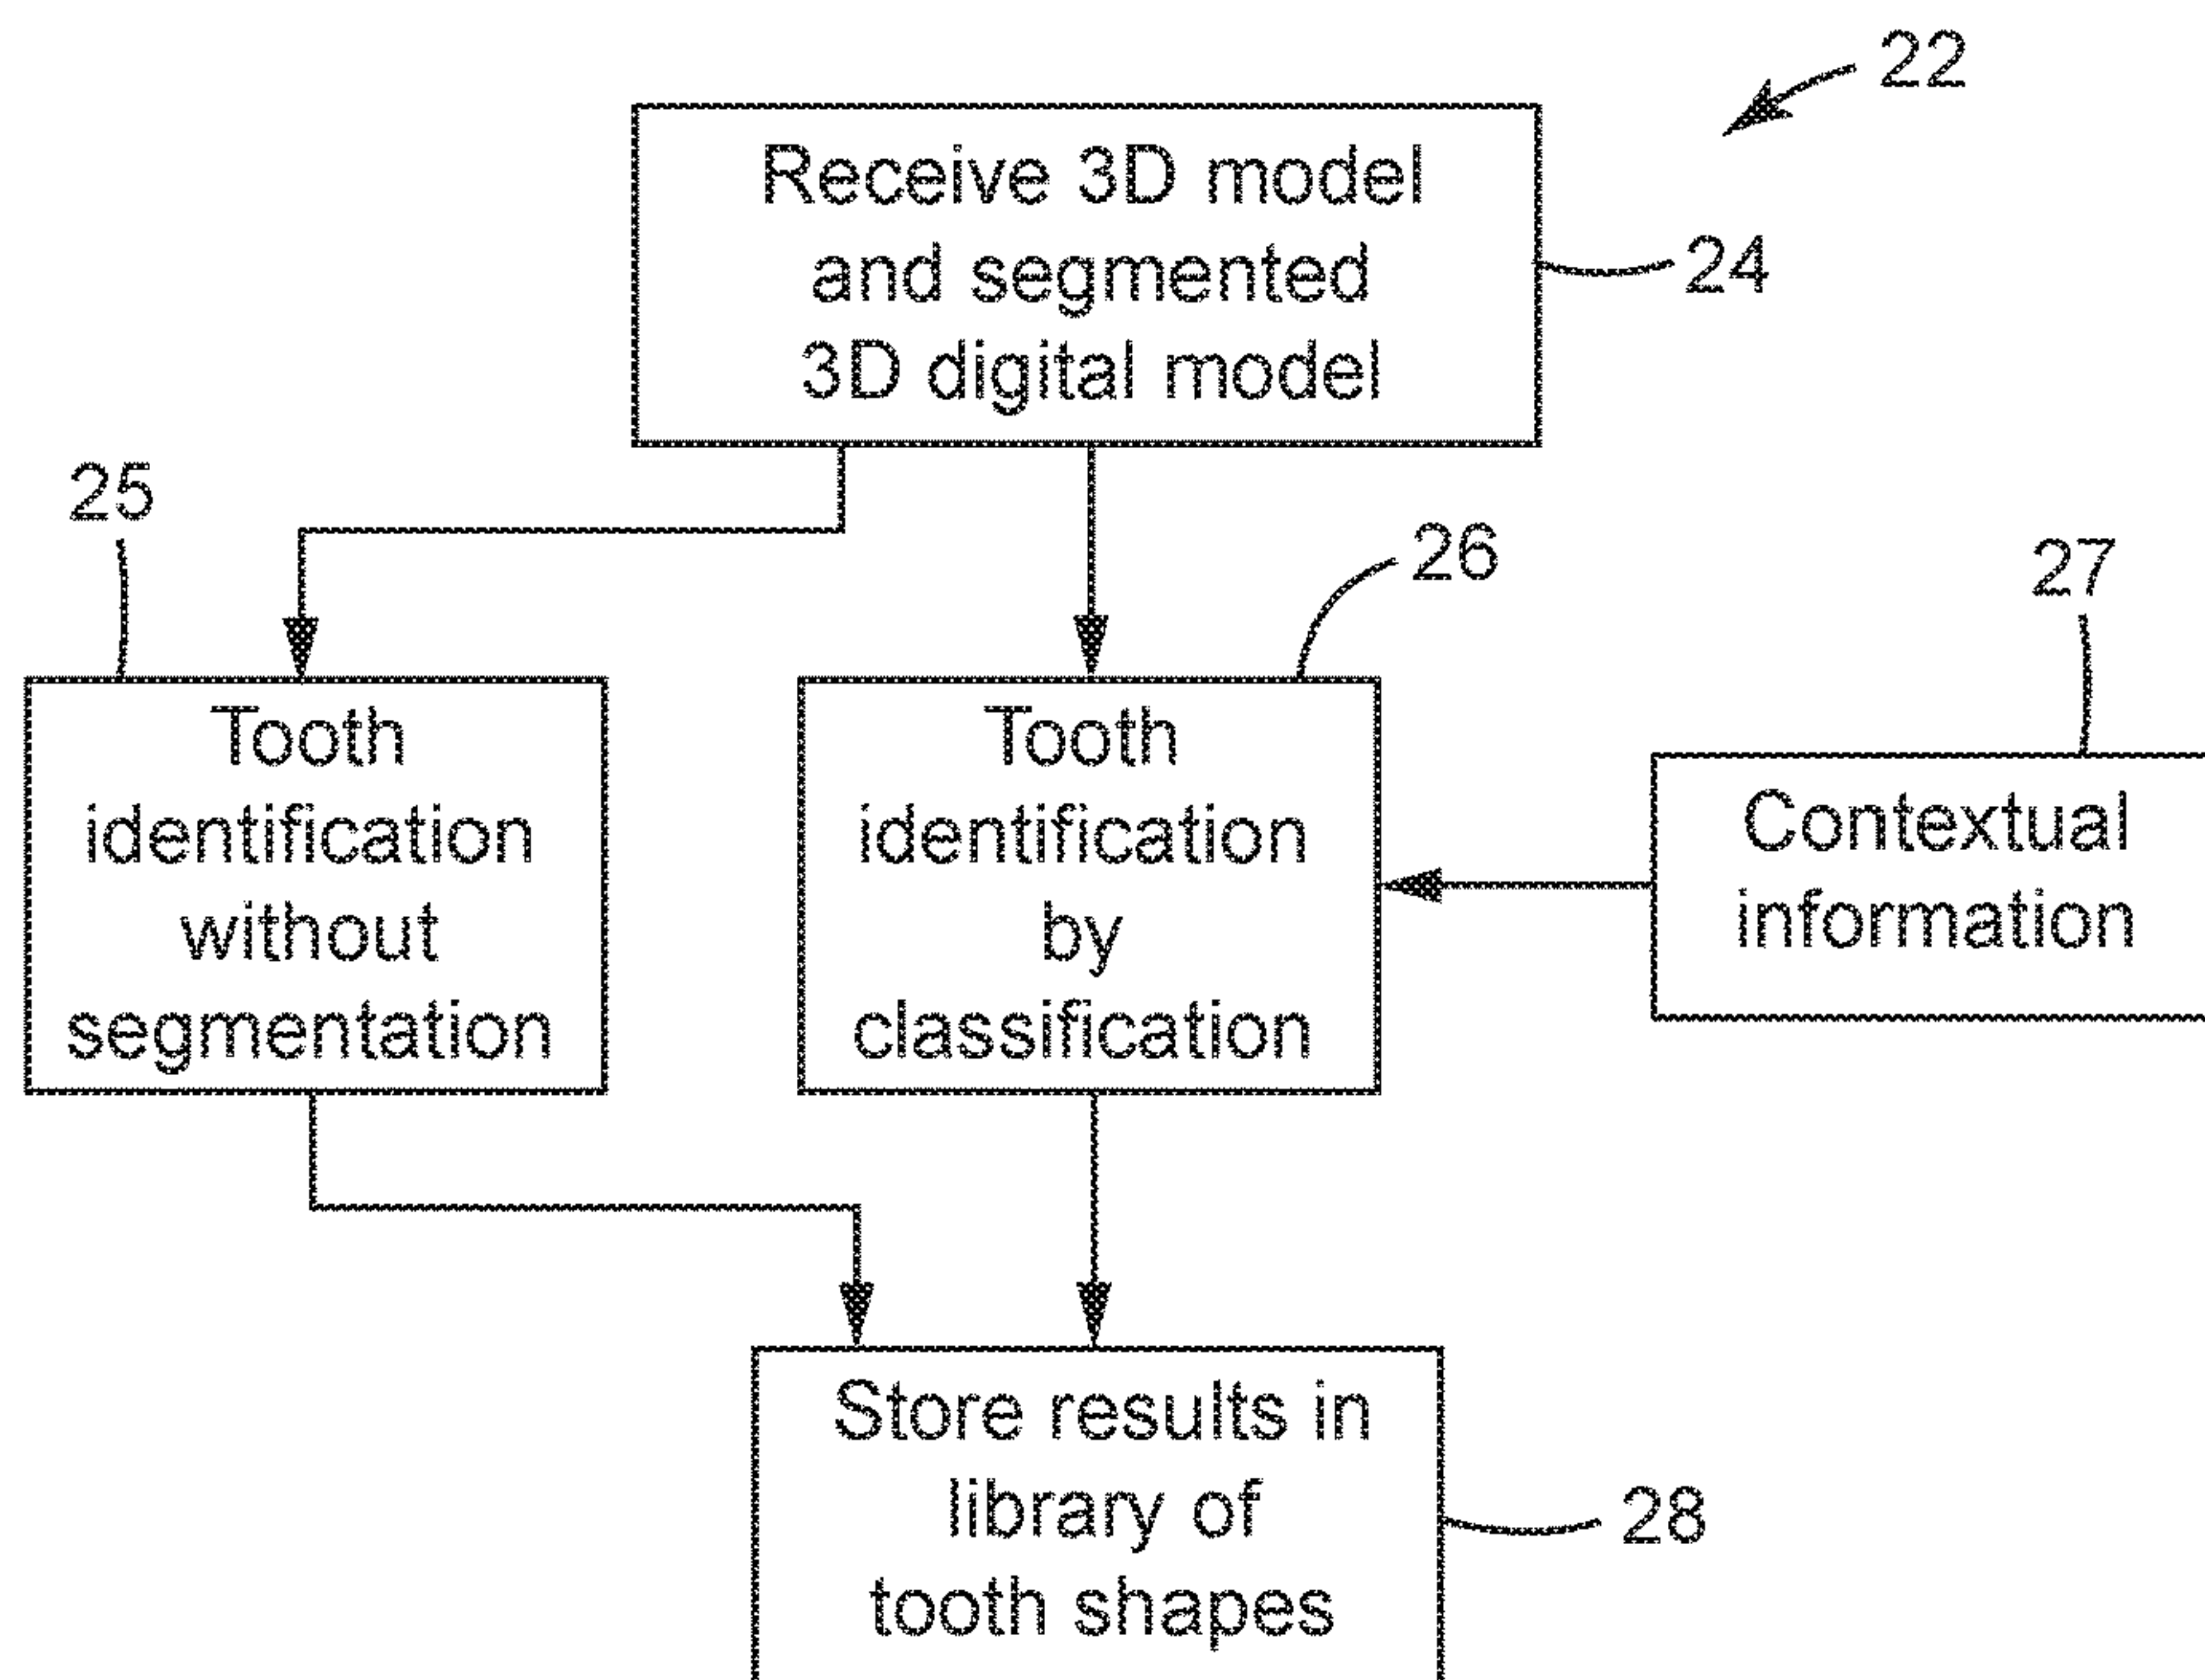 22
Receive 3D model
and segmented
3D digital model
24
25
Tooth
identification
without
segmentation
26
Tooth
identification
by
classification
27
Contextual
information
Store results in
library of
tooth shapes
28